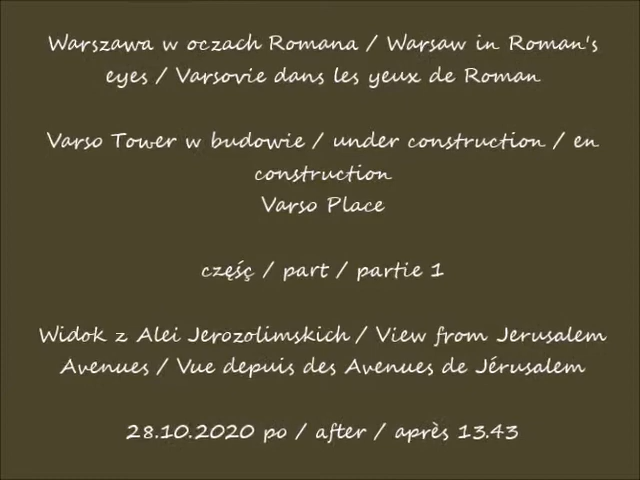 Warszawa w oczach Romana / Warsaw in Roman's
eyes / Varsovie dans les yeux de Roman
Varso Tower w budowie / under construction / en
construction
Varso Place
częśç / part / partie 1
Widok z Alei Jerozolimskich / View from Jerusalem
Avenues / Vue depuis des Avenues de Jérusalem
28.10.2020 po / after / après 13.43